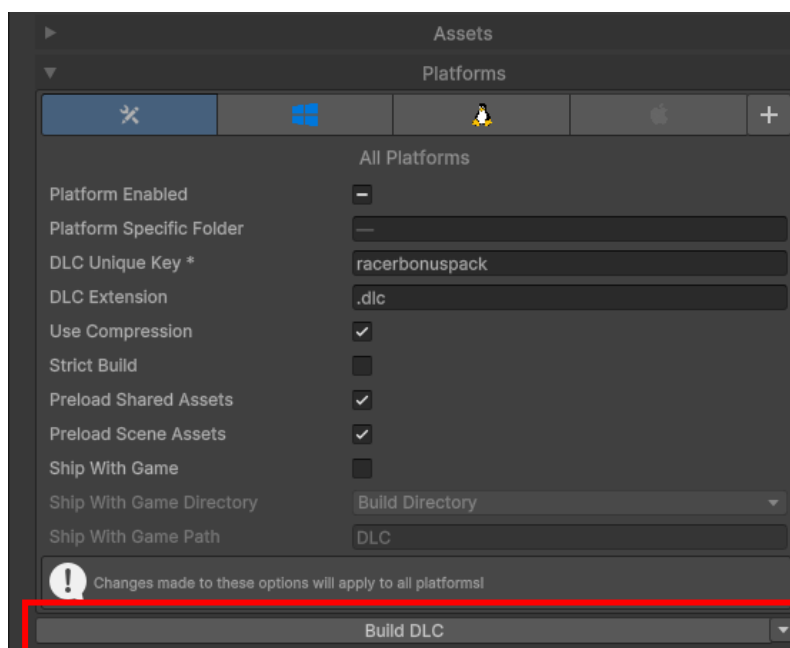 Assets
Platforms
All Platforms
Platform Enabled
Platform Specific Folder —
DLC Unique Key * racerbonuspack
DLC Extension .dlc
Use Compression
Strict Build
Preload Shared Assets
Preload Scene Assets
Ship With Game
Ship With Game Directory Build Directory
Ship With Game Path DLC
Changes made to these options will apply to all platforms!
Build DLC